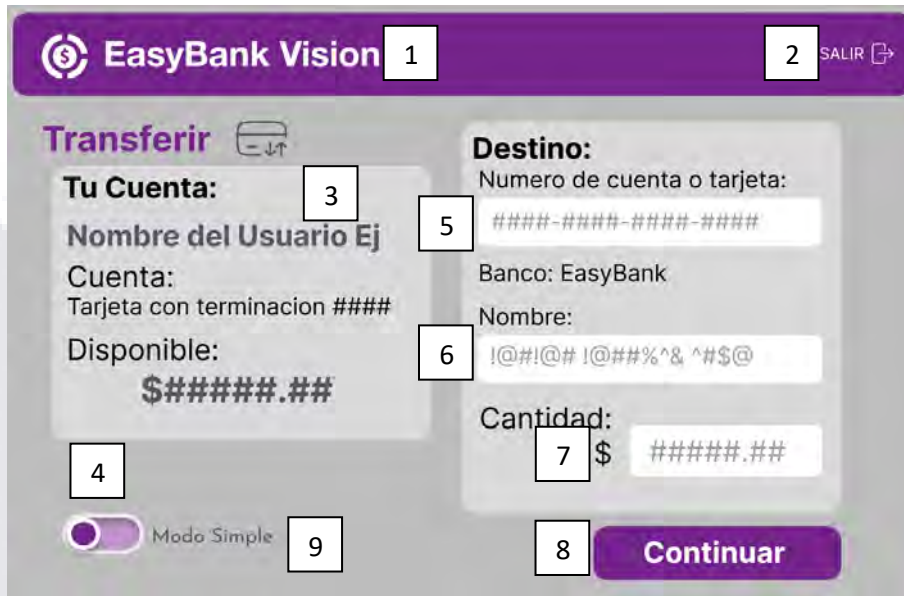 EasyBank Vision 1
2 SALIR
Transferir
Tu Cuenta:
3
Nombre del Usuario Ej
Cuenta:
Tarjeta con terminacion ####
Disponible:
$#####.##
4
Modo Simple 9
Destino:
Numero de cuenta o tarjeta:
5 ####-####-####-####
Banco: EasyBank
Nombre:
6 !@#!@# !@##%^& ^#$@
Cantidad:
7 $ #####.##
8 Continuar